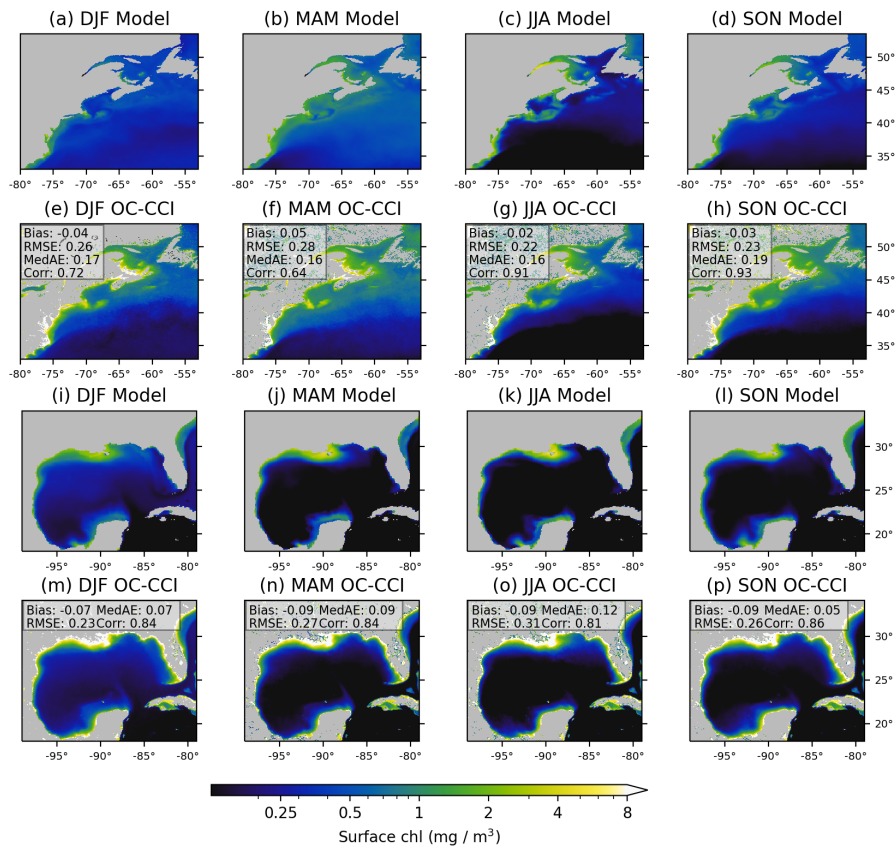 (a) DJF Model (b) MAM Model (c) JJA Model (d) SON Model
50°
45°
40°
35°
-80 -75 -70 -65 -60 -55° -80 -75 -70 -65 -60 -55° -80 -75 -70 -65 -60 -55° -80° -75° -70° -65° -60° -55°
(e) DJF OC-CCI (f) MAM OC-CCI (g) JJA OC-CCI (h) SON OC-CCI
Bias: -0.04 Bias: 0.05 Bias: -0.02 Bias: -0.03
RMSE: 0.26 RMSE: 0.28 RMSE: 0.22 RMSE: 0.23
MedAE: 0.17 MedAE: 0.16 MedAE: 0.16 MedAE: 0.19
Corr: 0.72 Corr: 0.64 Corr: 0.91 Corr: 0.93
50°
45°
40°
35°
-80 -75 -70 -65 -60 -55° -80 -75 -70 -65 -60 -55° -80 -75 -70 -65 -60 -55° -80° -75° -70° -65° -60° -55°
(i) DJF Model (j) MAM Model (k) JJA Model (l) SON Model
30°
25°
20°
-95° -90° -85° -80° -95° -90° -85° -80° -95° -90° -85° -80° -95° -90° -85° -80°
(m) DJF OC-CCI (n) MAM OC-CCI (o) JJA OC-CCI (p) SON OC-CCI
Bias: -0.07 MedAE: 0.07 Bias: -0.09 MedAE: 0.09 Bias: -0.09 MedAE: 0.12 Bias: -0.09 MedAE: 0.05
RMSE: 0.23Corr: 0.84 RMSE: 0.27Corr: 0.84 RMSE: 0.31Corr: 0.81 RMSE: 0.26Corr: 0.86
30°
25°
20°
-95° -90° -85° -80° -95° -90° -85° -80° -95° -90° -85° -80° -95° -90° -85° -80°
0.25 0.5 1 2 4 8
Surface chl (mg / m³)